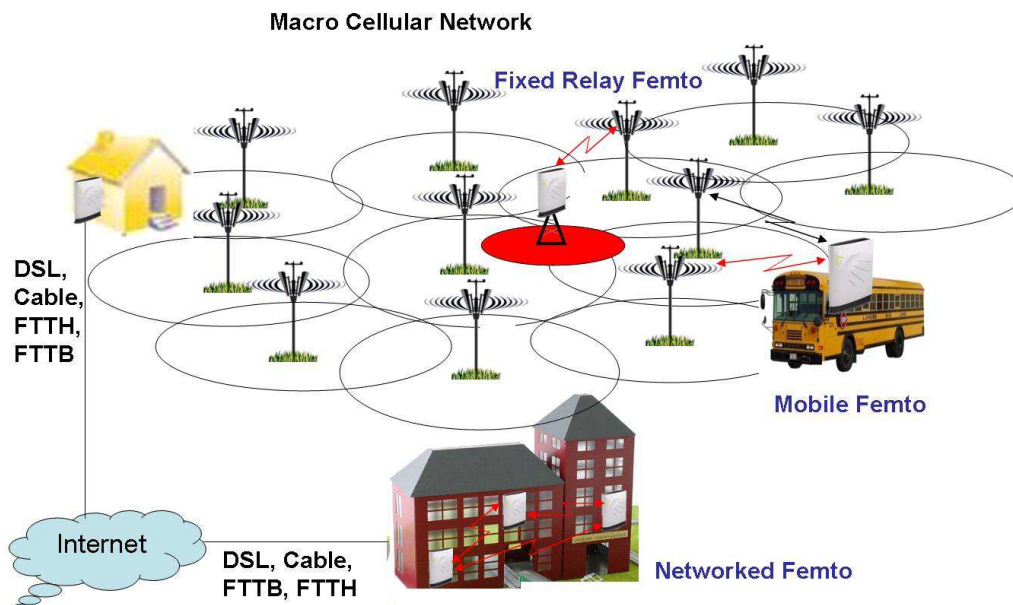 Macro Cellular Network
Fixed Relay Femto
DSL,
Cable,
FTTH,
FTTB
Mobile Femto
Internet
DSL, Cable,
FTTB, FTTH
Networked Femto